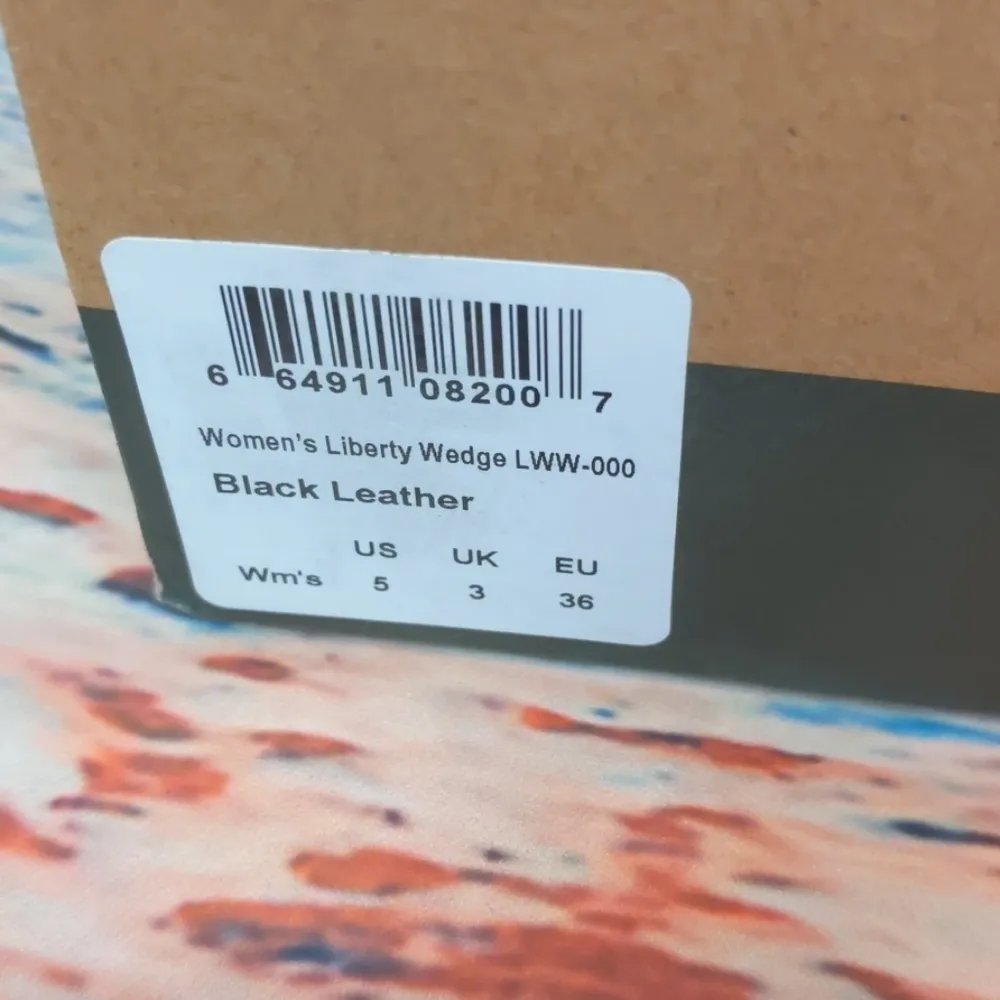 6 64911 08200 7
Women's Liberty Wedge LWW-000
Black Leather
US UK EU
Wm's 5 3 36